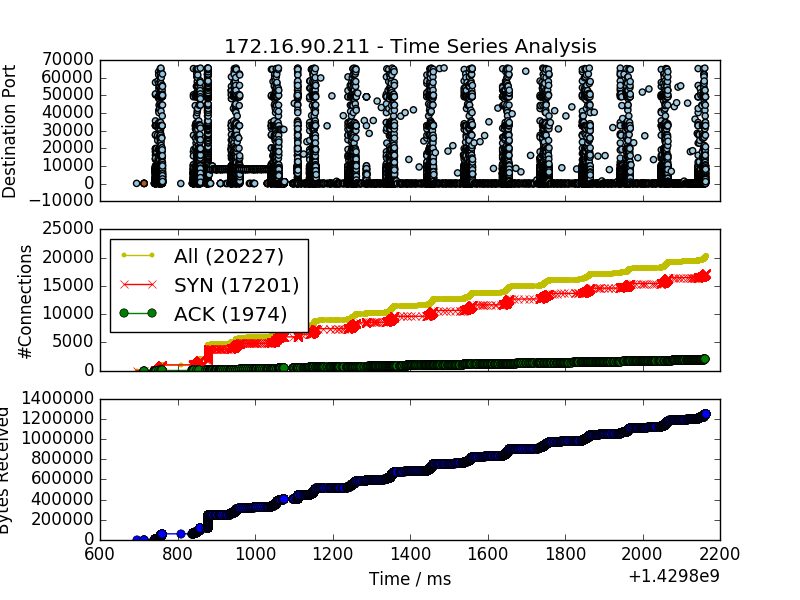 172.16.90.211 - Time Series Analysis
70000
60000
50000
40000
30000
20000
10000
0
−10000
Destination Port
25000
20000
15000
10000
5000
0
#Connections
All (20227)
SYN (17201)
ACK (1974)
1400000
1200000
1000000
800000
600000
400000
200000
0
Bytes Received
600 800 1000 1200 1400 1600 1800 2000 2200
Time / ms
+1.4298e9